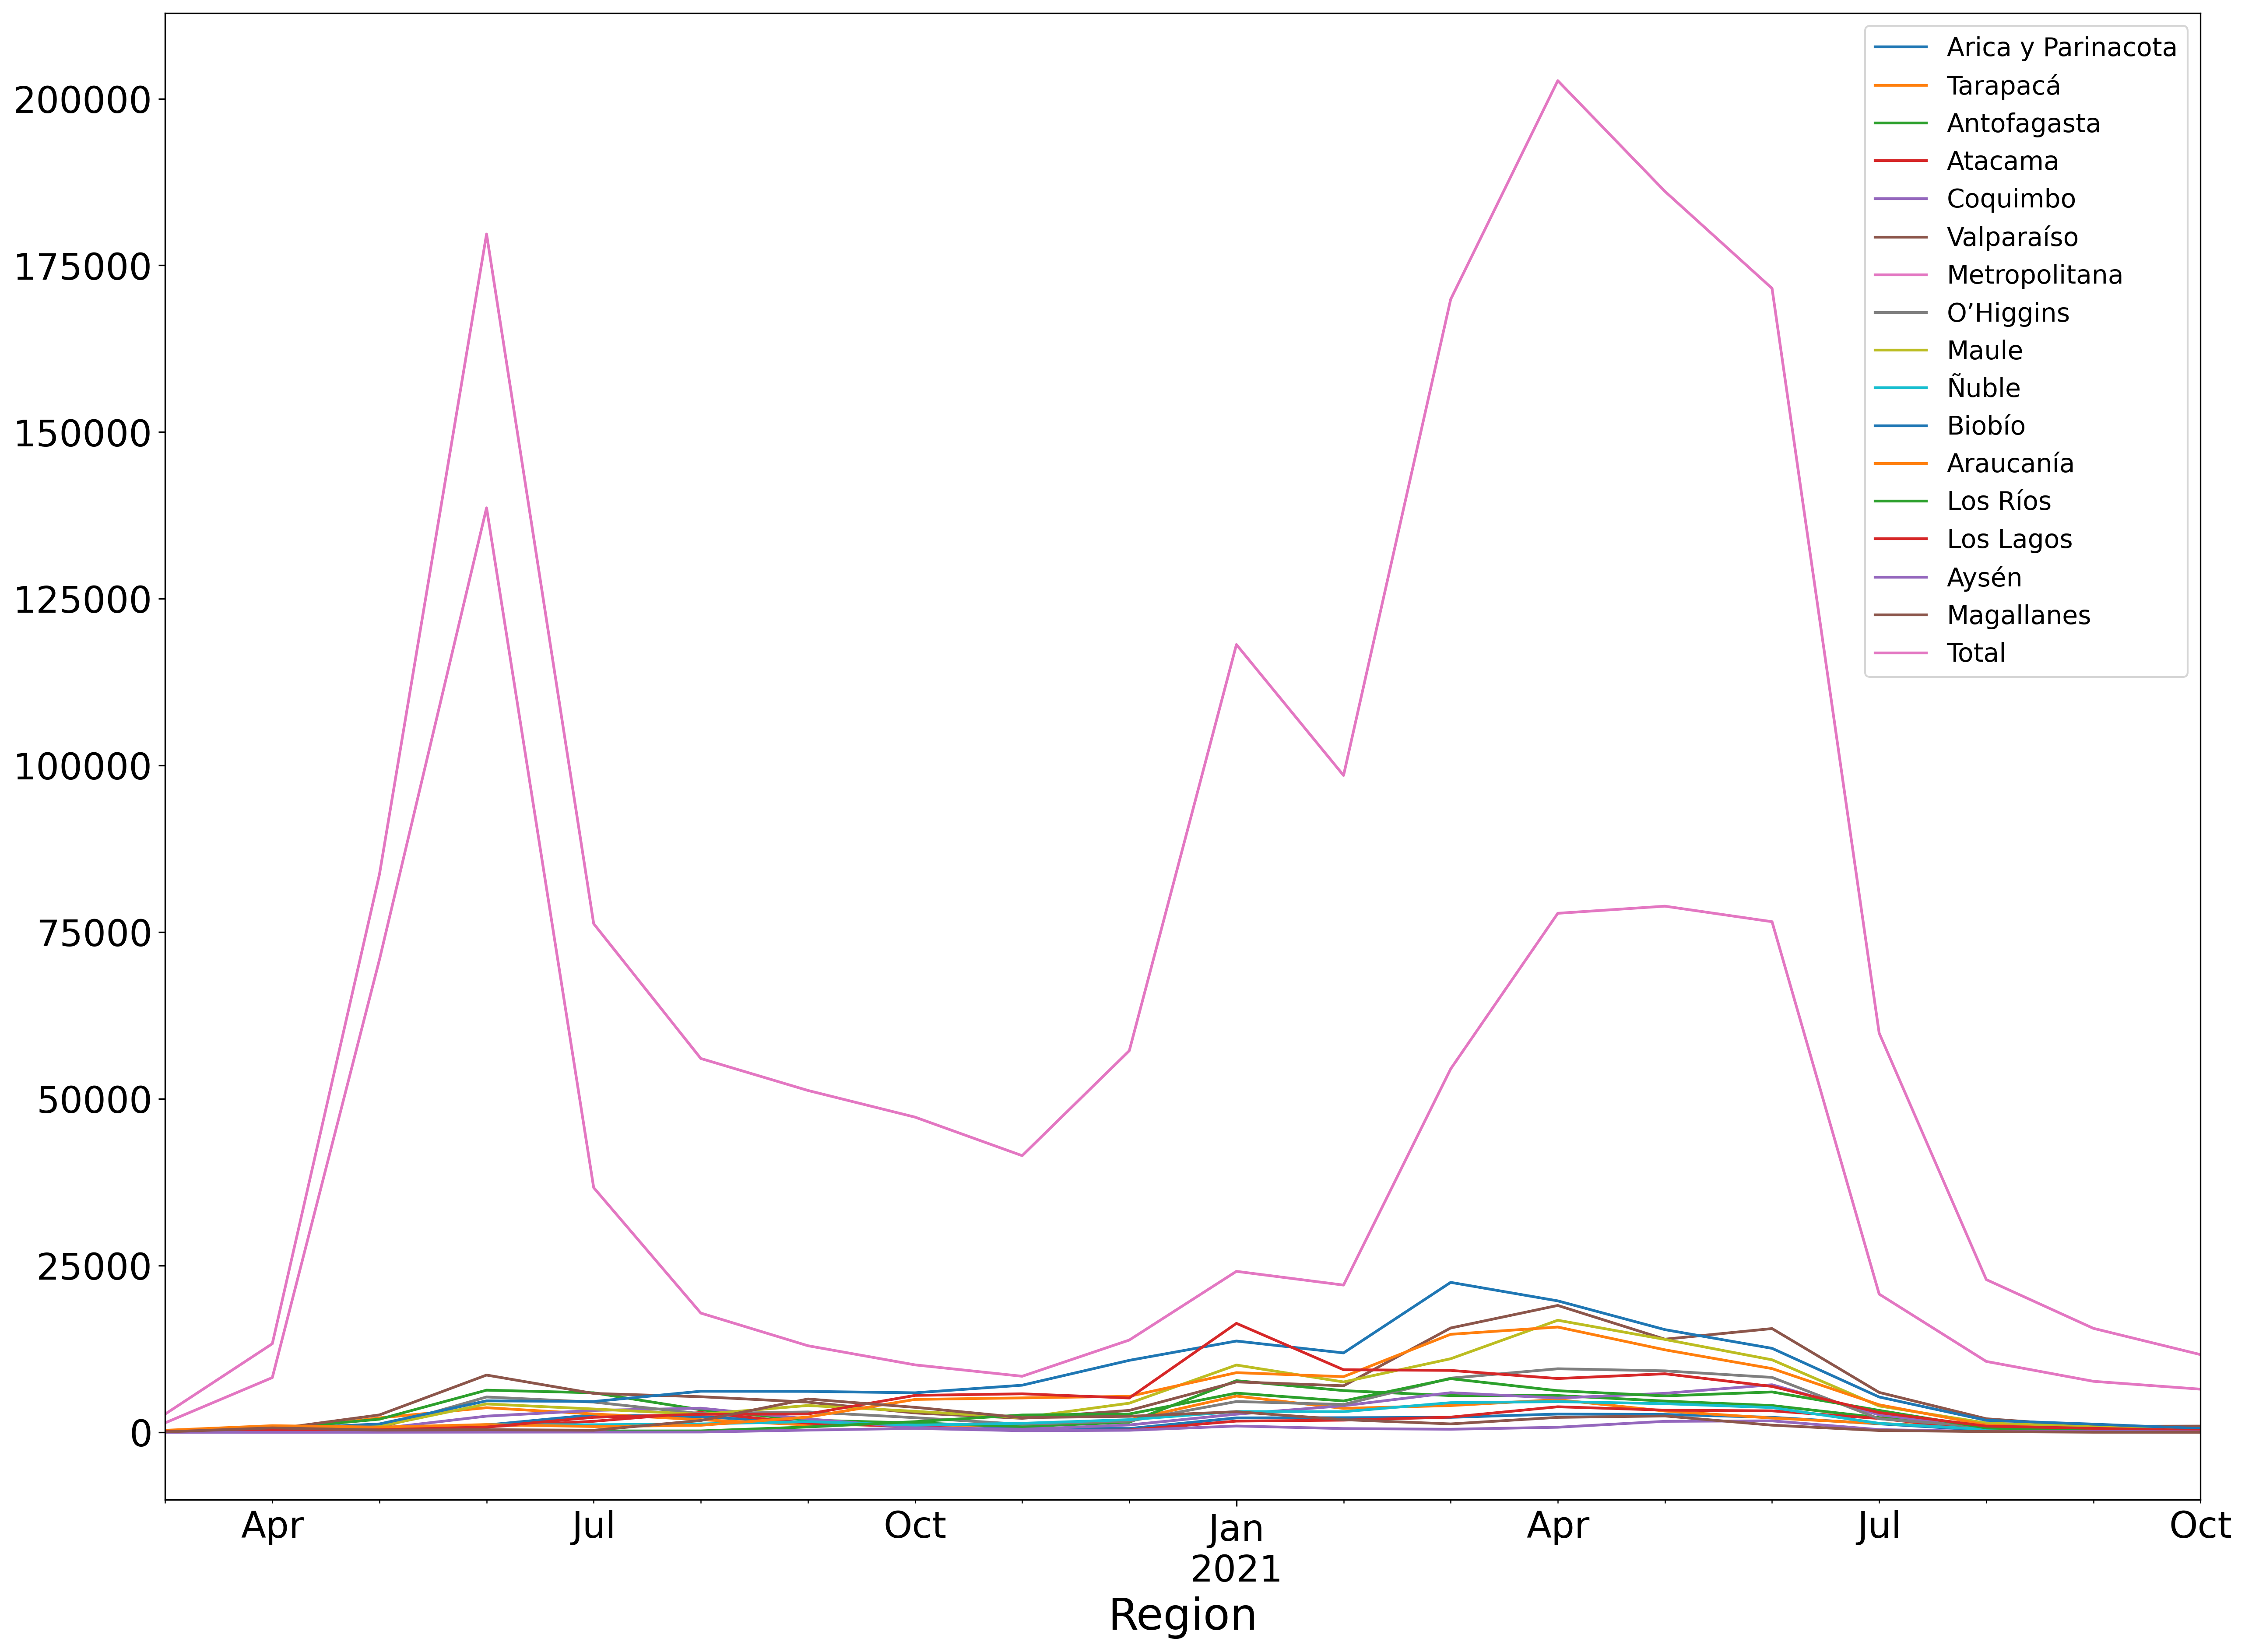 200000
175000
150000
125000
100000
75000
50000
25000
0
Arica y Parinacota
Tarapacá
Antofagasta
Atacama
Coquimbo
Valparaíso
Metropolitana
O’Higgins
Maule
Ñuble
Biobío
Araucanía
Los Ríos
Los Lagos
Aysén
Magallanes
Total
Apr Jul Oct Jan Apr Jul Oct
2021
Region